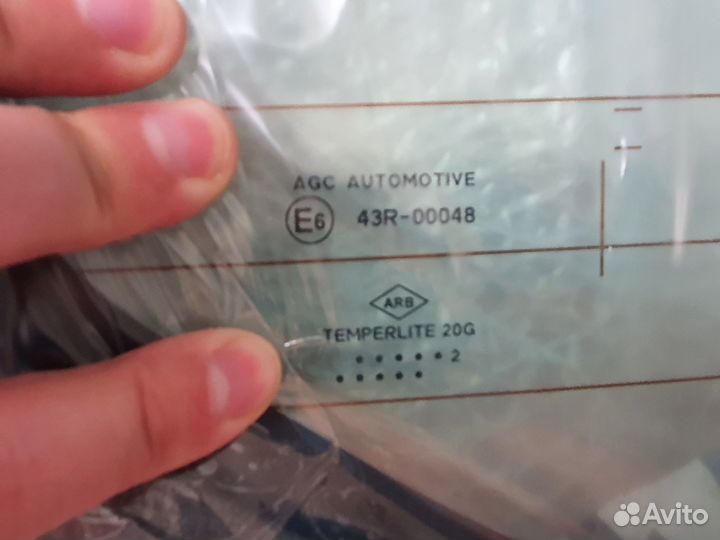 AGC AUTOMOTIVE
E6 43R-00048
ARB
TEMPERLITE 20G
• • • • • 2
• • • • •
Avito